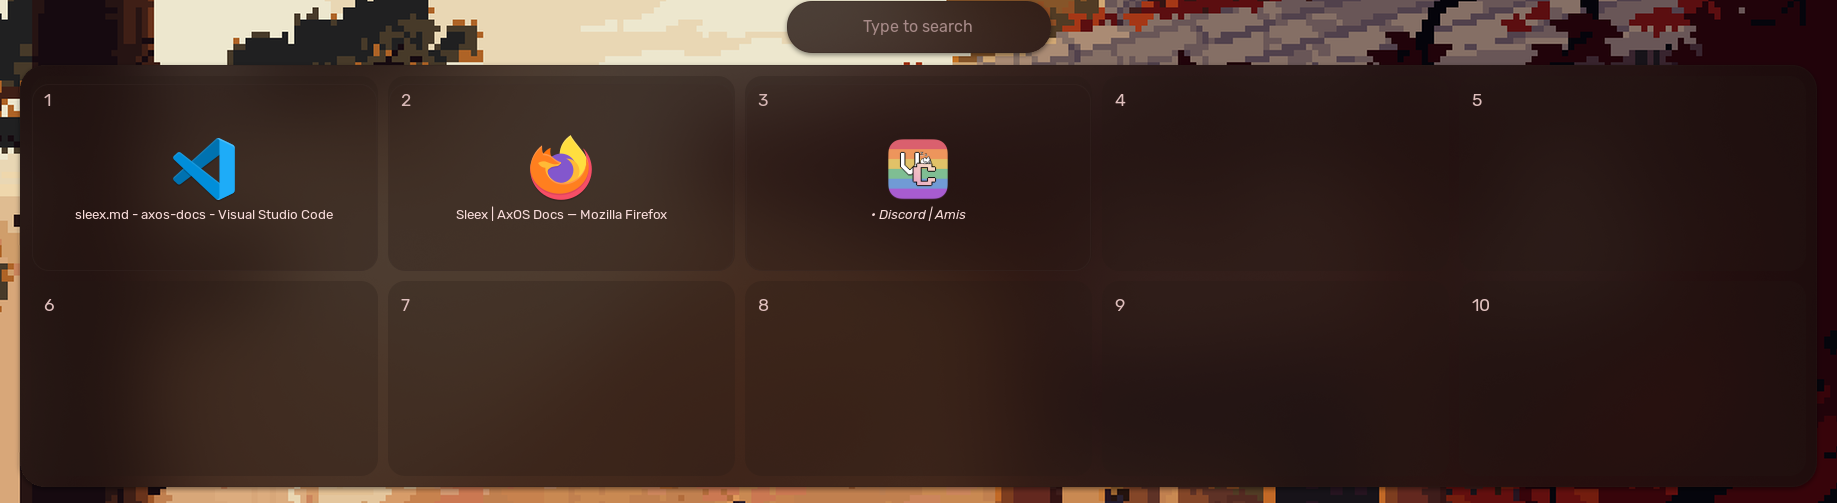 Type to search
1
2
3
4
5
sleex.md - axos-docs - Visual Studio Code
Sleex | AxOS Docs — Mozilla Firefox
VC
• Discord | Amis
6
7
8
9
10